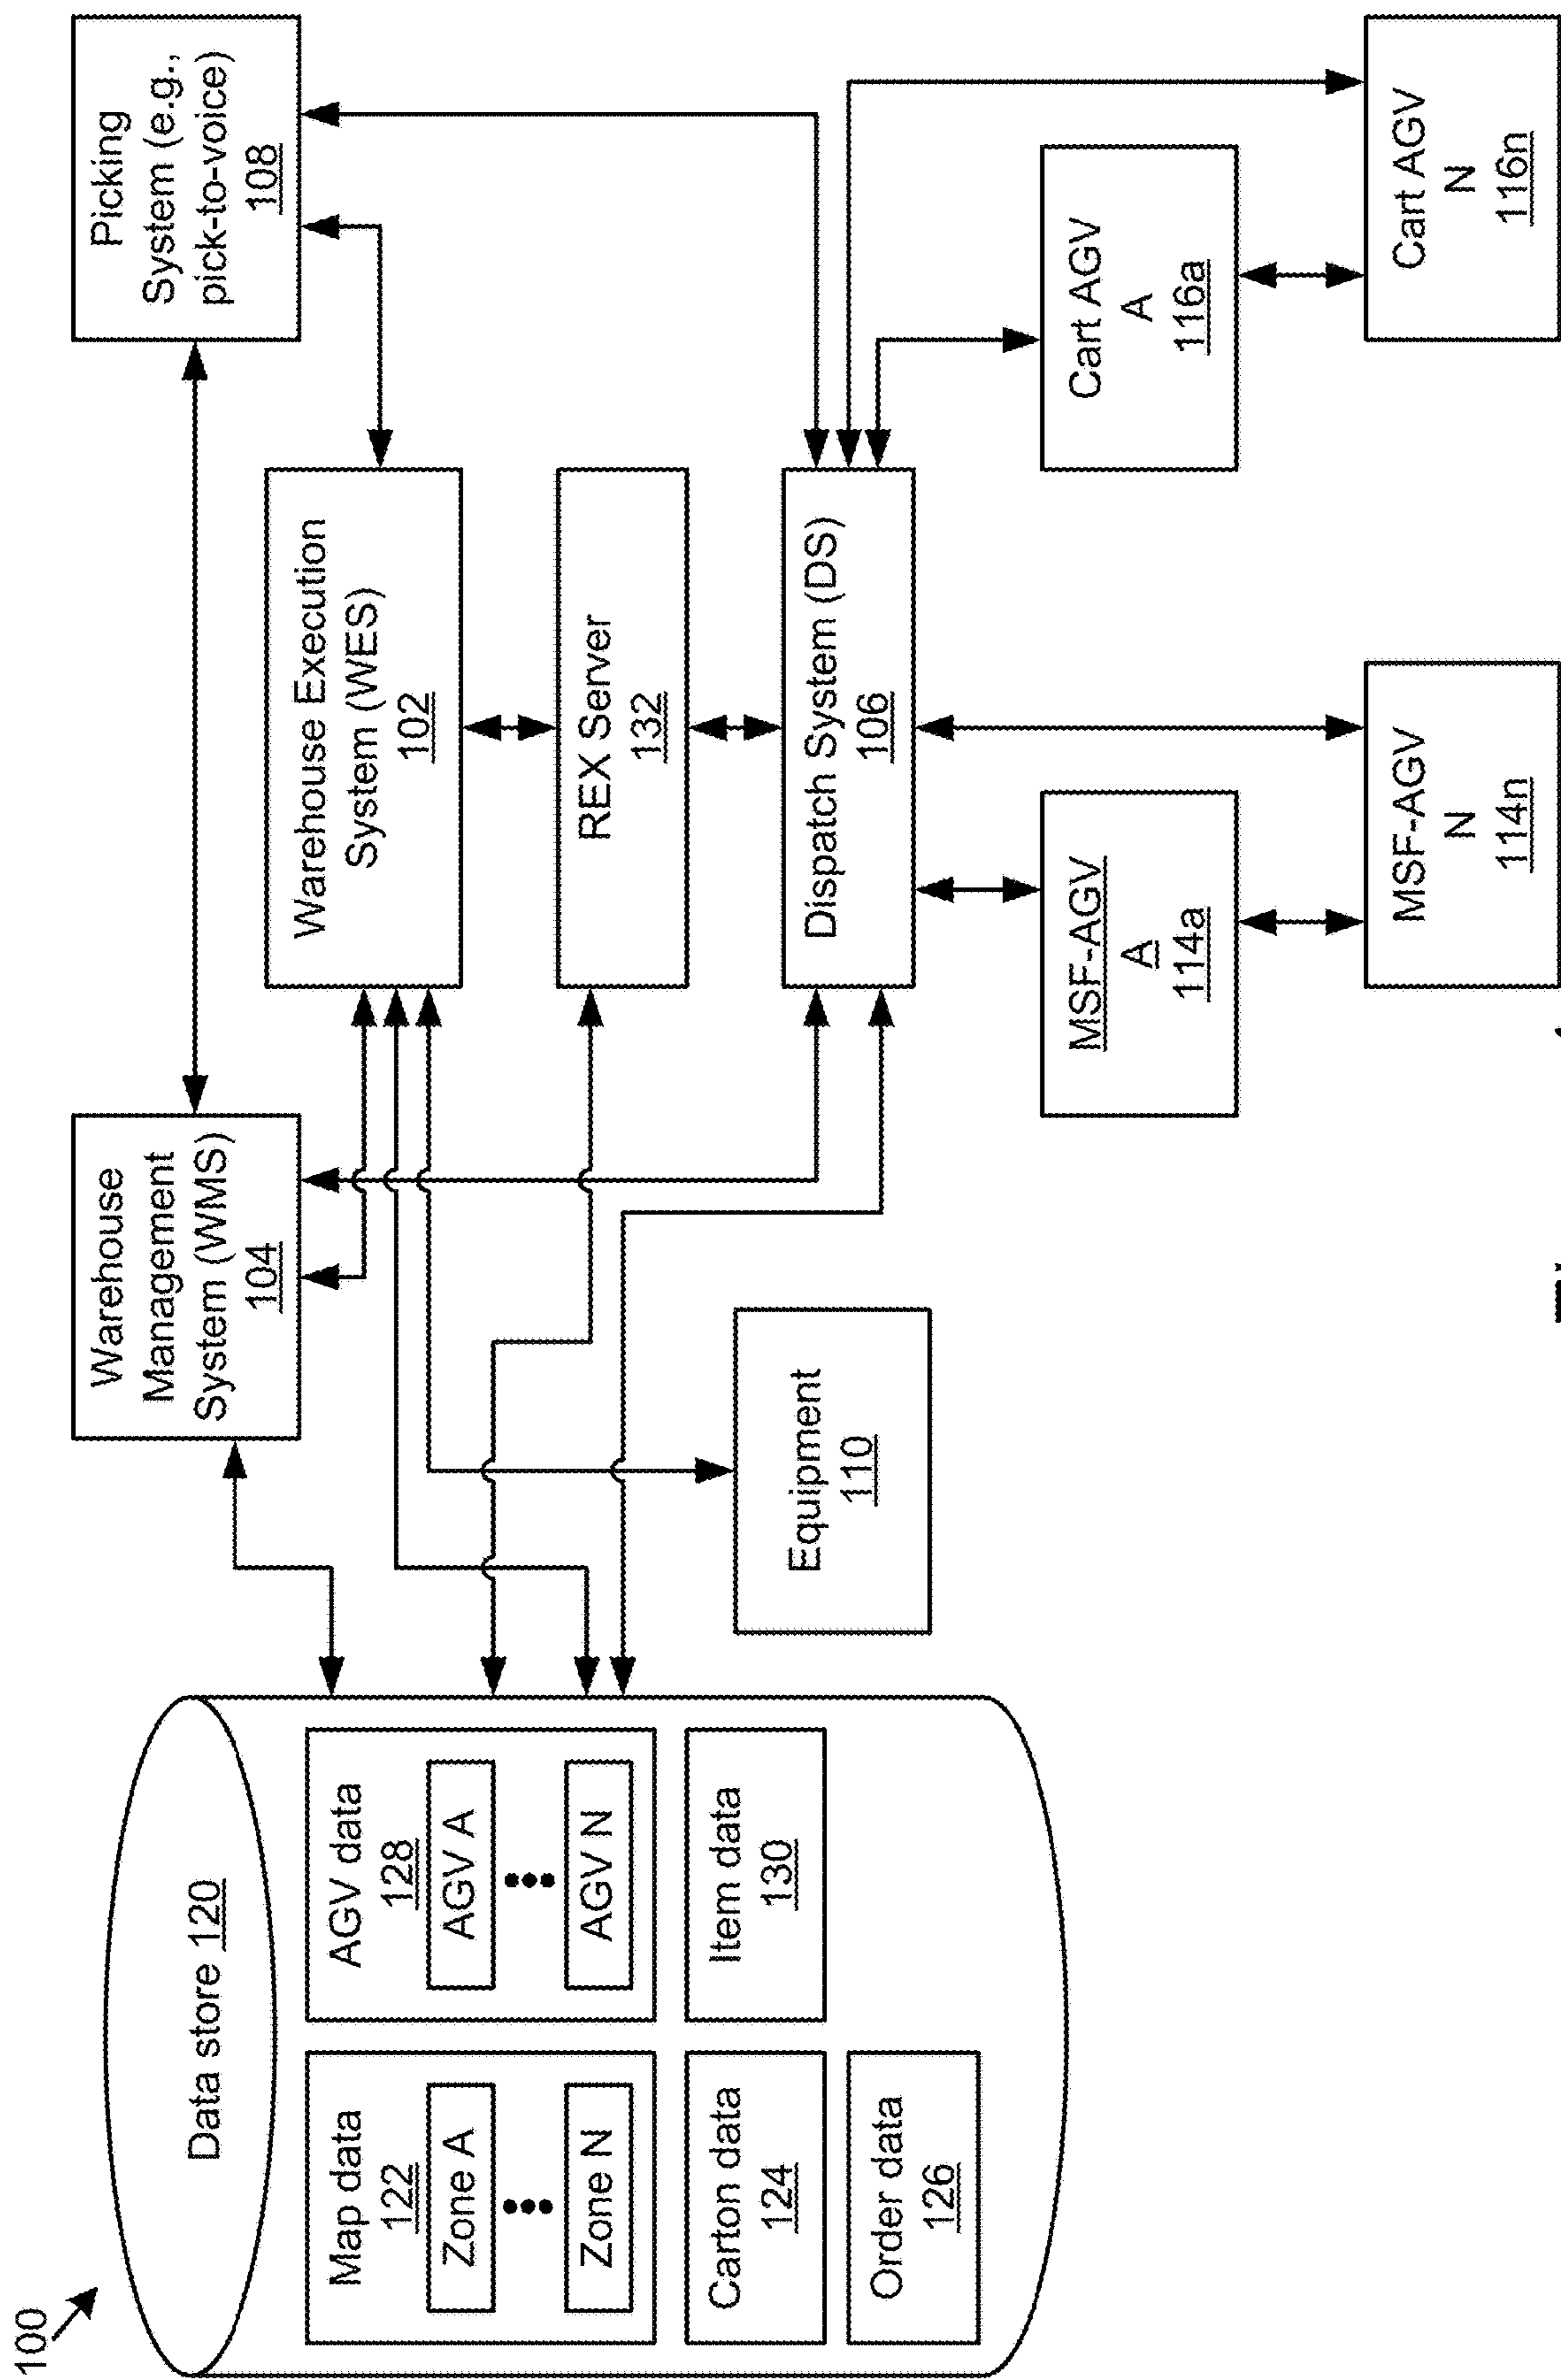 100
Data store 120
Map data
122
Zone A
Zone N
AGV data
128
AGV A
AGV N
Carton data
124
Item data
130
Order data
126
Warehouse
Management
System (WMS)
104
Picking
System (e.g.,
pick-to-voice)
108
Warehouse Execution
System (WES)
102
REX Server
132
Equipment
110
Dispatch System (DS)
106
MSF-AGV
A
114a
Cart AGV
A
116a
MSF-AGV
N
114n
Cart AGV
N
116n